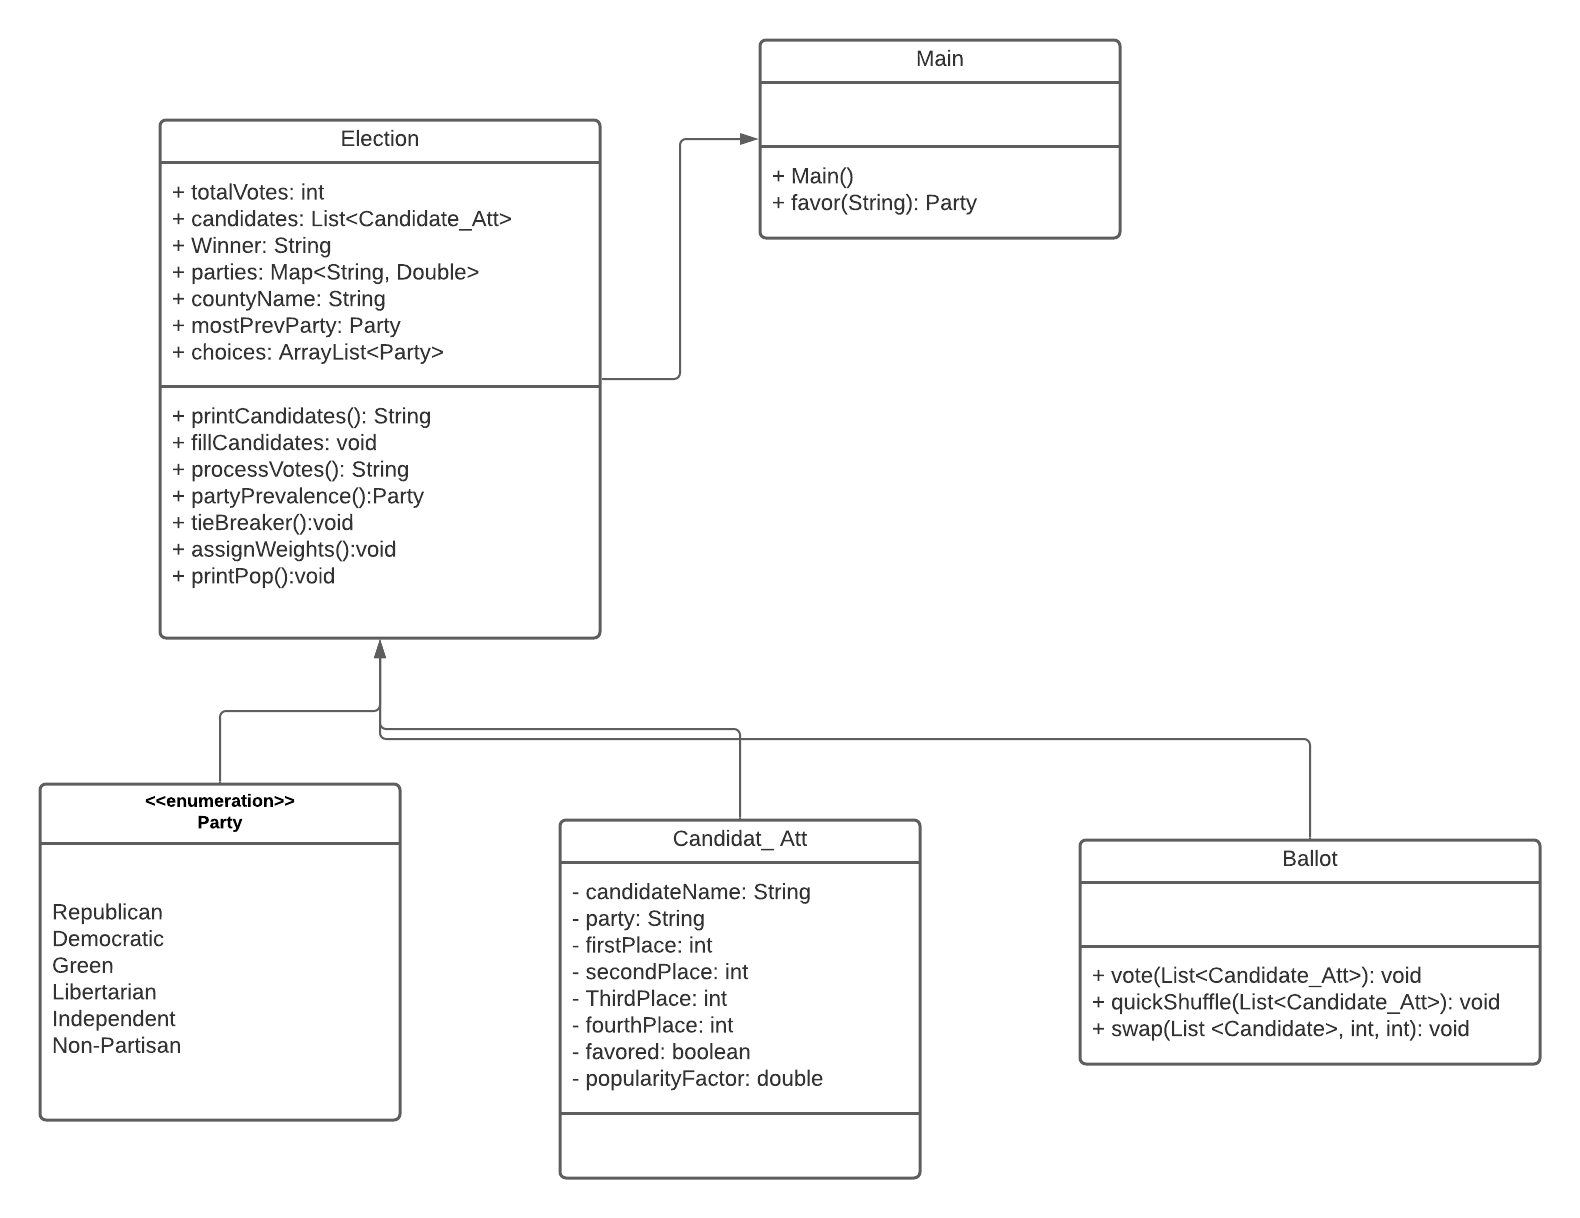 Main
+ Main()
+ favor(String): Party
Election
+ totalVotes: int
+ candidates: List<Candidate_Att>
+ Winner: String
+ parties: Map<String, Double>
+ countyName: String
+ mostPrevParty: Party
+ choices: ArrayList<Party>
+ printCandidates(): String
+ fillCandidates: void
+ processVotes(): String
+ partyPrevalence():Party
+ tieBreaker():void
+ assignWeights():void
+ printPop():void
<<enumeration>>
Party
Republican
Democratic
Green
Libertarian
Independent
Non-Partisan
Candidat_ Att
- candidateName: String
- party: String
- firstPlace: int
- secondPlace: int
- ThirdPlace: int
- fourthPlace: int
- favored: boolean
- popularityFactor: double
Ballot
+ vote(List<Candidate_Att>): void
+ quickShuffle(List<Candidate_Att>): void
+ swap(List <Candidate>, int, int): void